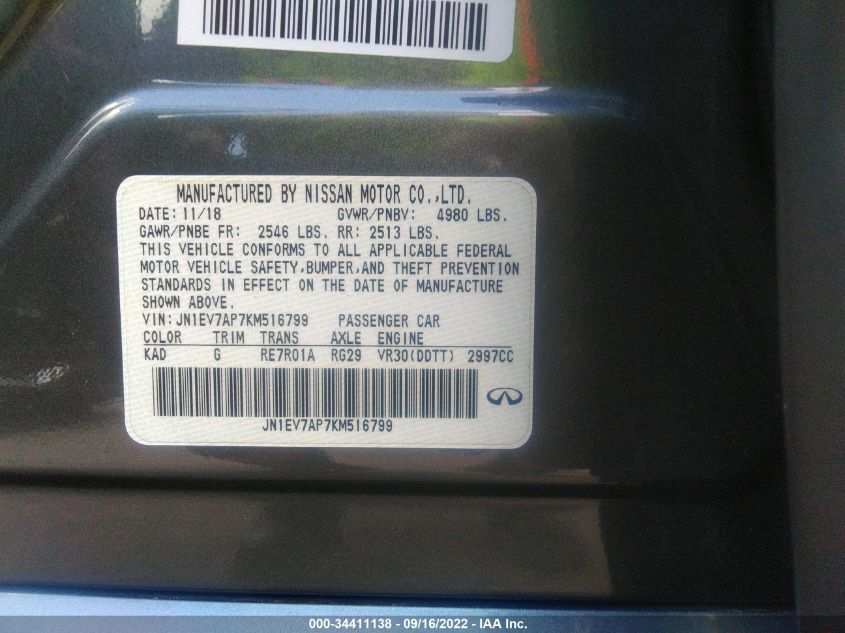 MANUFACTURED BY NISSAN MOTOR CO.,LTD.
DATE: 11/18 GVWR/PNBV: 4980 LBS.
GAWR/PNBE FR: 2546 LBS. RR: 2513 LBS.
THIS VEHICLE CONFORMS TO ALL APPLICABLE FEDERAL
MOTOR VEHICLE SAFETY,BUMPER,AND THEFT PREVENTION
STANDARDS IN EFFECT ON THE DATE OF MANUFACTURE
SHOWN ABOVE.
VIN:JN1EV7AP7KM516799 PASSENGER CAR
COLOR TRIM TRANS AXLE ENGINE
KAD G RE7R01A RG29 VR30(DDTT) 2997CC
JN1EV7AP7KM516799
000-34411138 - 09/16/2022 - IAA Inc.